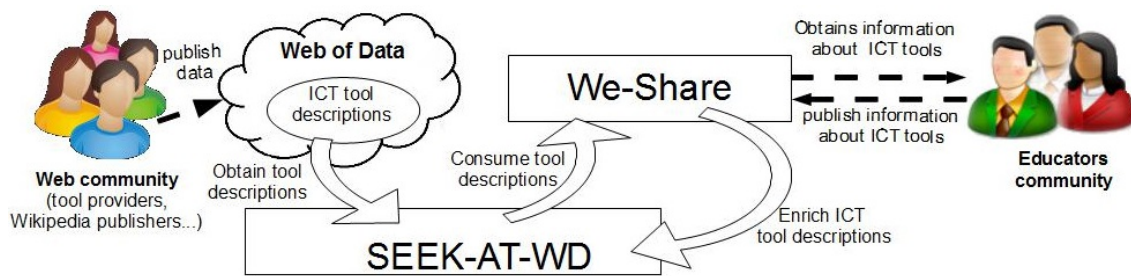 publish
data
Web of Data
ICT tool
descriptions
Web community
(tool providers,
Wikipedia publishers...)
Obtain tool
descriptions
SEEK-AT-WD
Consume tool
descriptions
We-Share
Enrich ICT
tool descriptions
Obtains information
about ICT tools
publish information
about ICT tools
Educators
community